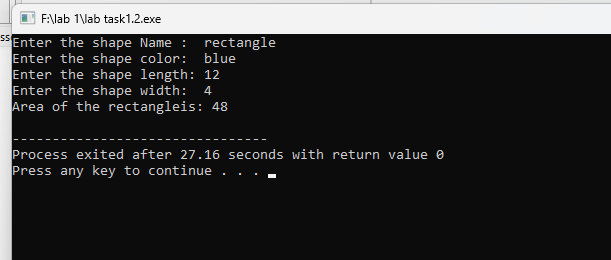 F:\lab 1\lab task1.2.exe
Enter the shape Name :  rectangle
Enter the shape color:  blue
Enter the shape length: 12
Enter the shape width:  4
Area of the rectangleis: 48
--------------------------------
Process exited after 27.16 seconds with return value 0
Press any key to continue . . .